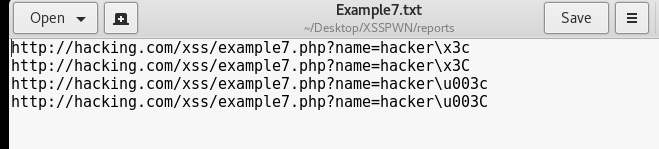 Open
Example7.txt
~/Desktop/XSSPWN/reports
Save
http://hacking.com/xss/example7.php?name=hacker\x3c
http://hacking.com/xss/example7.php?name=hacker\x3C
http://hacking.com/xss/example7.php?name=hacker\u003c
http://hacking.com/xss/example7.php?name=hacker\u003C